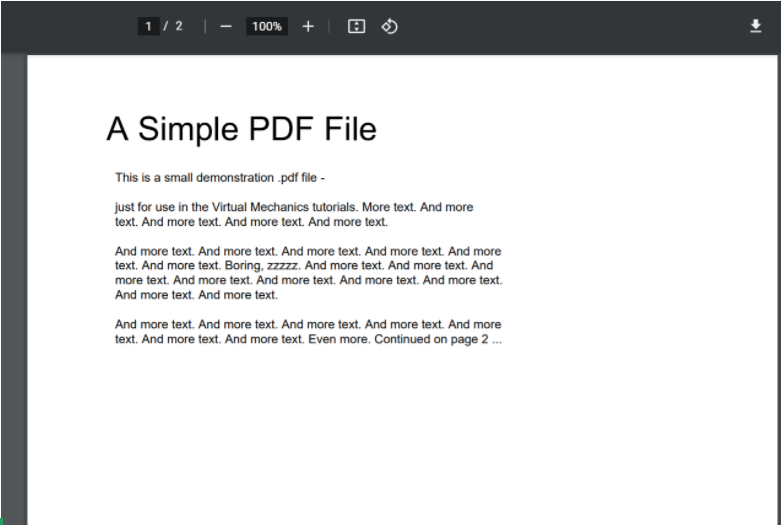 1 / 2 | − 100% + |
A Simple PDF File
This is a small demonstration .pdf file -
just for use in the Virtual Mechanics tutorials. More text. And more
text. And more text. And more text. And more text.
And more text. And more text. And more text. And more text. And more
text. And more text. Boring, zzzzz. And more text. And more text. And
more text. And more text. And more text. And more text. And more text.
And more text. And more text.
And more text. And more text. And more text. And more text. And more
text. And more text. And more text. Even more. Continued on page 2 ...